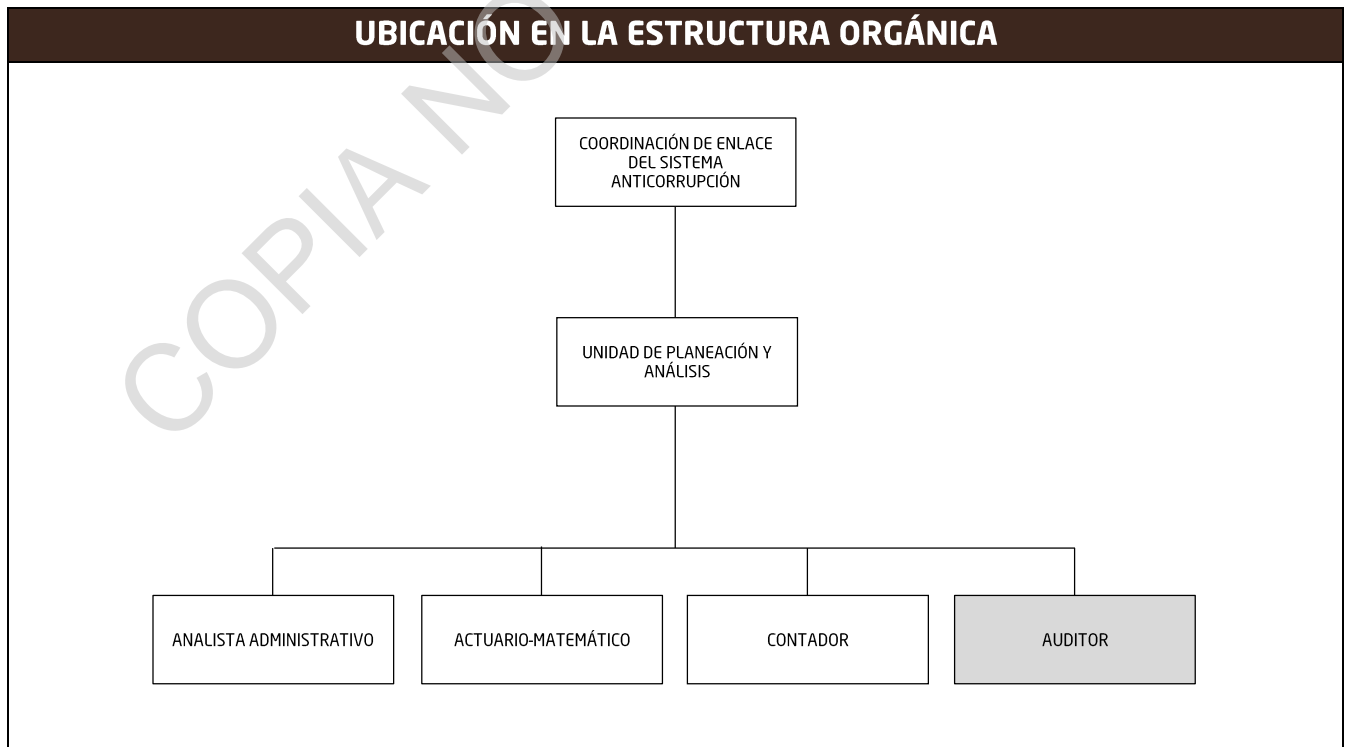 UBICACIÓN EN LA ESTRUCTURA ORGÁNICA
COPIA NO
COORDINACIÓN DE ENLACE
DEL SISTEMA
ANTICORRUPCIÓN
UNIDAD DE PLANEACIÓN Y
ANÁLISIS
ANALISTA ADMINISTRATIVO
ACTUARIO-MATEMÁTICO
CONTADOR
AUDITOR